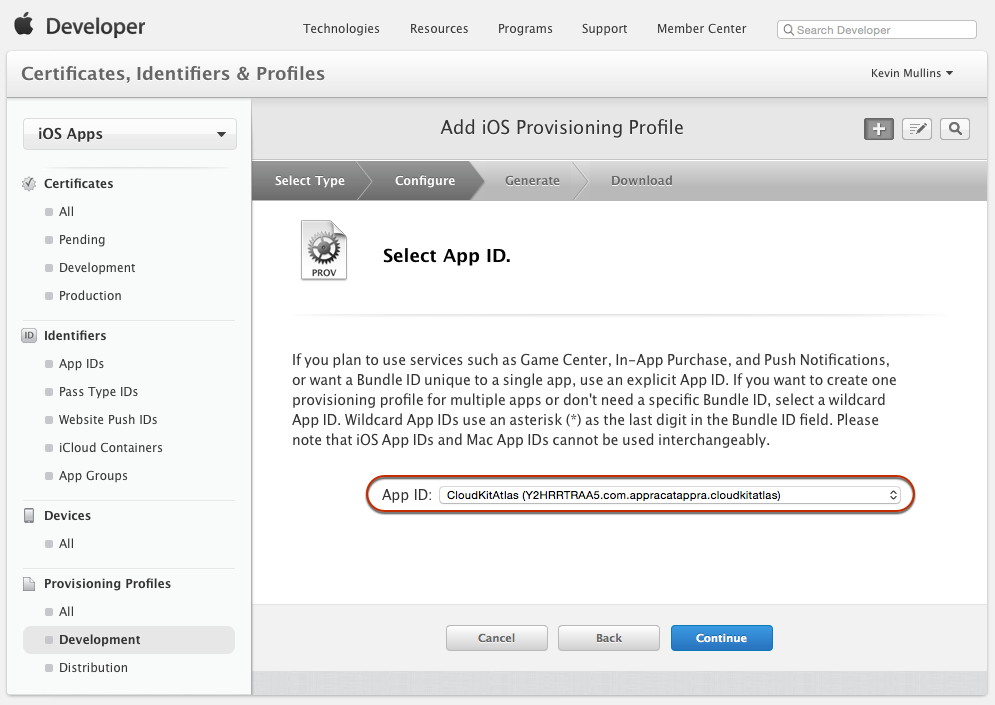 Developer
Technologies
Resources
Programs
Support
Member Center
Search Developer
Certificates, Identifiers & Profiles
Kevin Mullins
iOS Apps
Certificates
All
Pending
Development
Production
ID Identifiers
App IDs
Pass Type IDs
Website Push IDs
iCloud Containers
App Groups
Devices
All
Provisioning Profiles
All
Development
Distribution
Add iOS Provisioning Profile
Select Type
Configure
Generate
Download
PROV
Select App ID.
If you plan to use services such as Game Center, In-App Purchase, and Push Notifications,
or want a Bundle ID unique to a single app, use an explicit App ID. If you want to create one
provisioning profile for multiple apps or don't need a specific Bundle ID, select a wildcard
App ID. Wildcard App IDs use an asterisk (*) as the last digit in the Bundle ID field. Please
note that iOS App IDs and Mac App IDs cannot be used interchangeably.
App ID: CloudKitAtlas (Y2HRRTRAA5.com.appracatappra.cloudkitatlas)
Cancel
Back
Continue